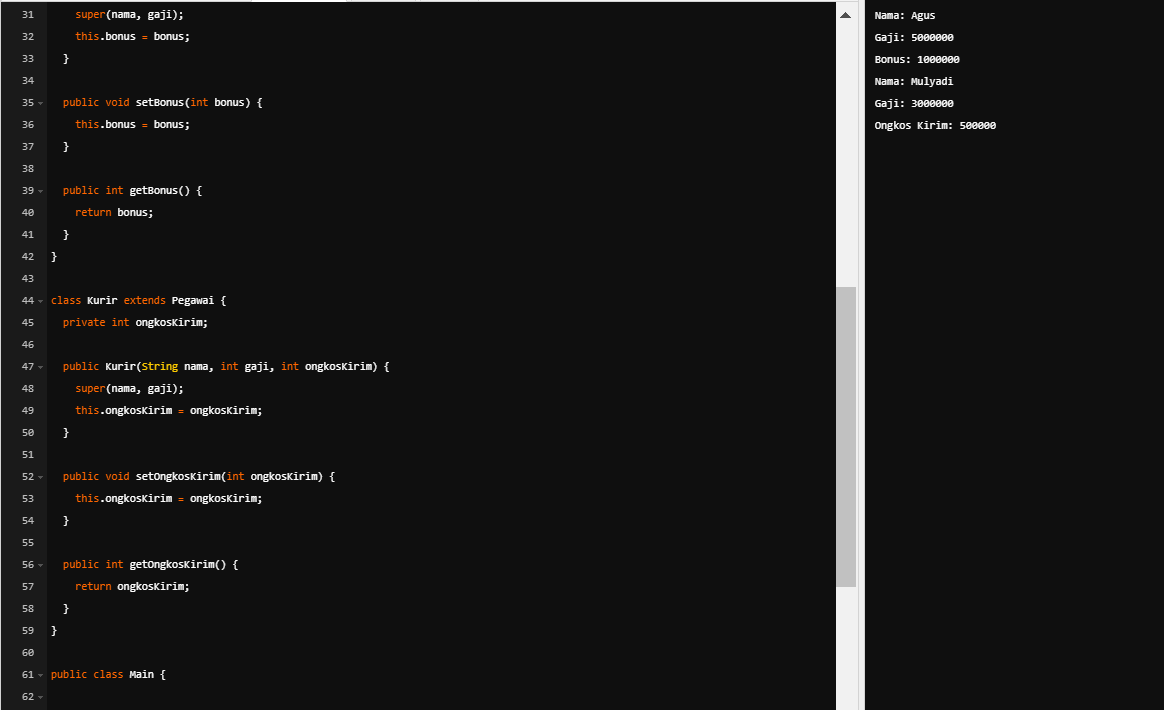 31 super(nama, gaji);
32 this.bonus = bonus;
33 }
34
35 public void setBonus(int bonus) {
36 this.bonus = bonus;
37 }
38
39 public int getBonus() {
40 return bonus;
41 }
42 }
43
44 class Kurir extends Pegawai {
45 private int ongkosKirim;
46
47 public Kurir(String nama, int gaji, int ongkosKirim) {
48 super(nama, gaji);
49 this.ongkosKirim = ongkosKirim;
50 }
51
52 public void setOngkosKirim(int ongkosKirim) {
53 this.ongkosKirim = ongkosKirim;
54 }
55
56 public int getOngkosKirim() {
57 return ongkosKirim;
58 }
59 }
60
61 public class Main {
62
Nama: Agus
Gaji: 5000000
Bonus: 1000000
Nama: Mulyadi
Gaji: 3000000
Ongkos Kirim: 500000